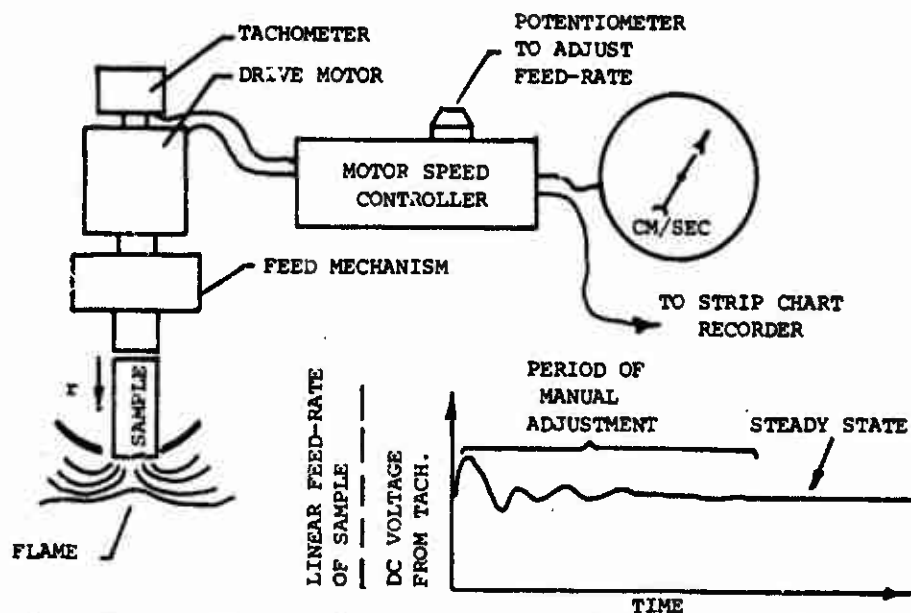 TACHOMETER
DRIVE MOTOR
POTENTIOMETER
TO ADJUST
FEED-RATE
MOTOR SPEED
CONTROLLER
CM/SEC
FEED MECHANISM
TO STRIP CHART
RECORDER
SAMPLE
FLAME
PERIOD OF
MANUAL
ADJUSTMENT
STEADY STATE
LINEAR FEED-RATE
OF SAMPLE
DC VOLTAGE
FROM TACH.
TIME